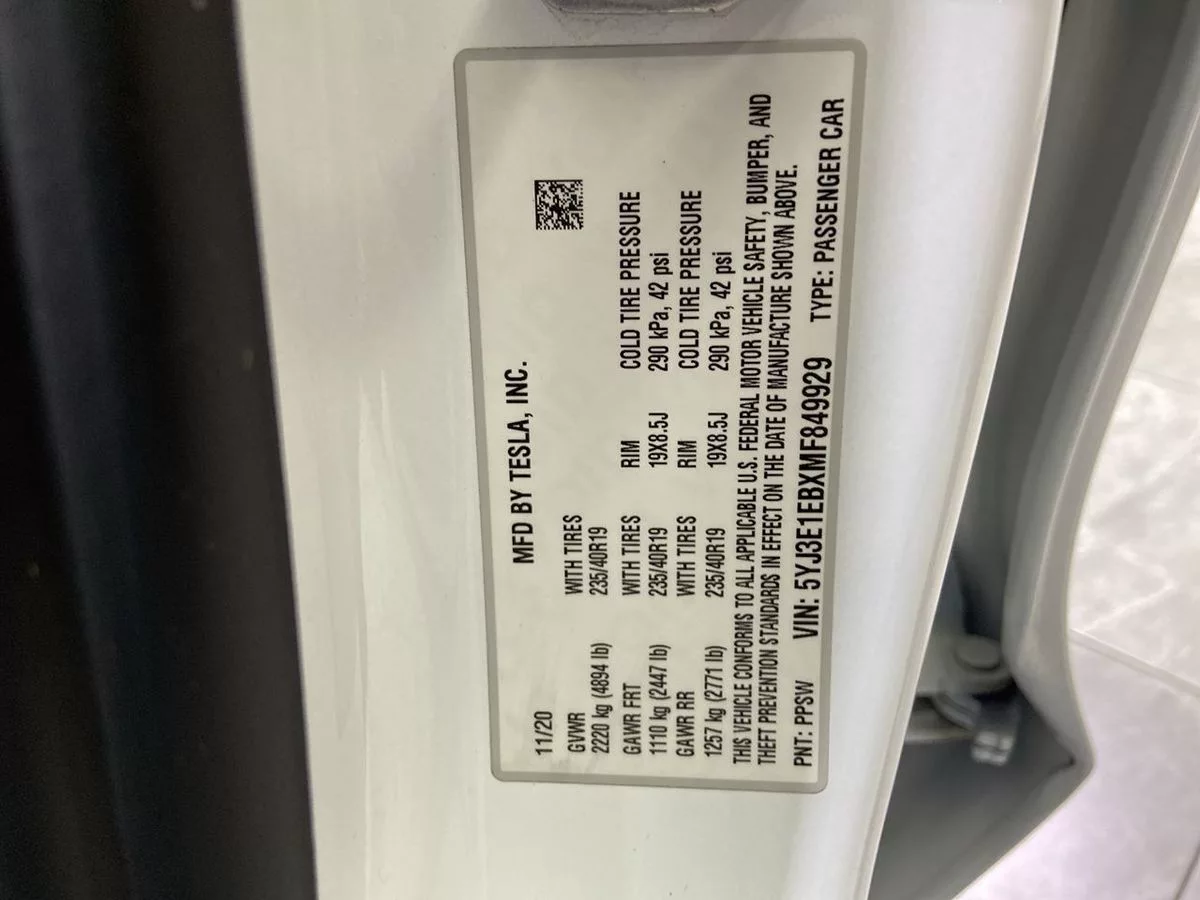 MFD BY TESLA, INC.
11/20
GVWR WITH TIRES
2220 kg (4894 lb) 235/40R19
GAWR FRT WITH TIRES RIM COLD TIRE PRESSURE
1110 kg (2447 lb) 235/40R19 19X8.5J 290 kPa, 42 psi
GAWR RR WITH TIRES RIM COLD TIRE PRESSURE
1257 kg (2771 lb) 235/40R19 19X8.5J 290 kPa, 42 psi
THIS VEHICLE CONFORMS TO ALL APPLICABLE U.S. FEDERAL MOTOR VEHICLE SAFETY, BUMPER, AND
THEFT PREVENTION STANDARDS IN EFFECT ON THE DATE OF MANUFACTURE SHOWN ABOVE.
PNT: PPSW VIN: 5YJ3E1EBXMF849929 TYPE: PASSENGER CAR